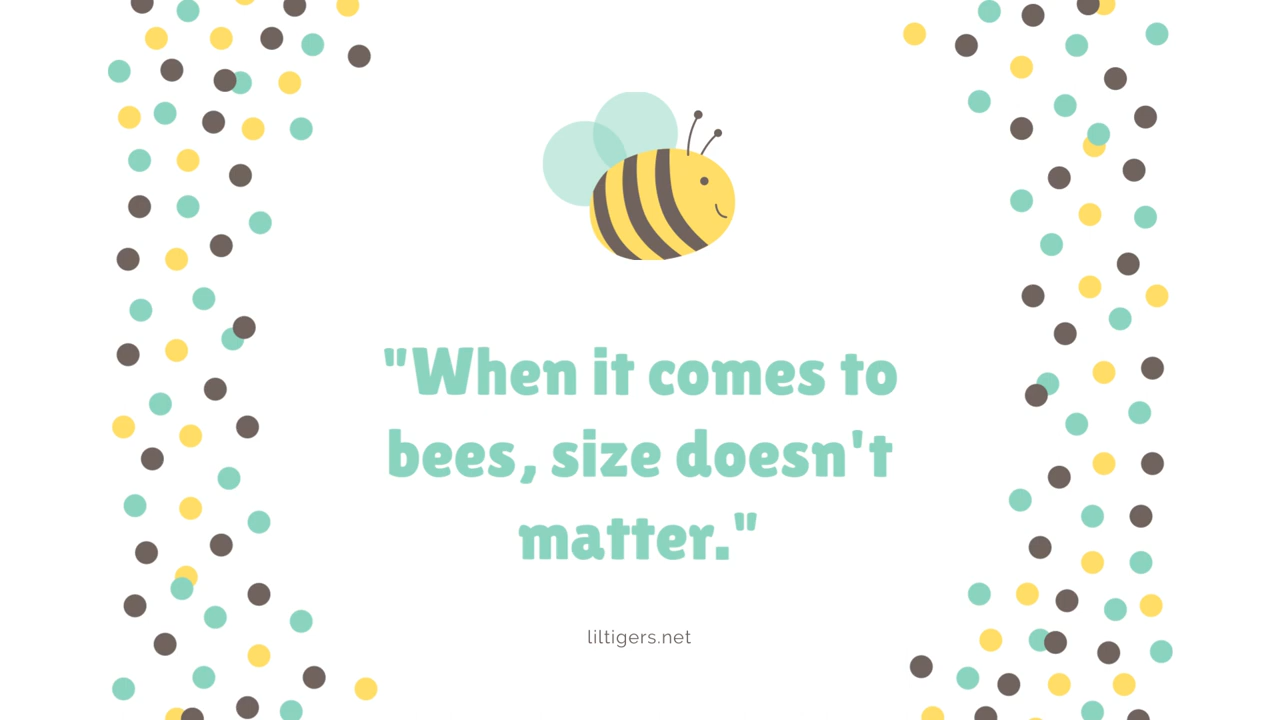 "When it comes to
bees, size doesn't
matter."
liltigers.net